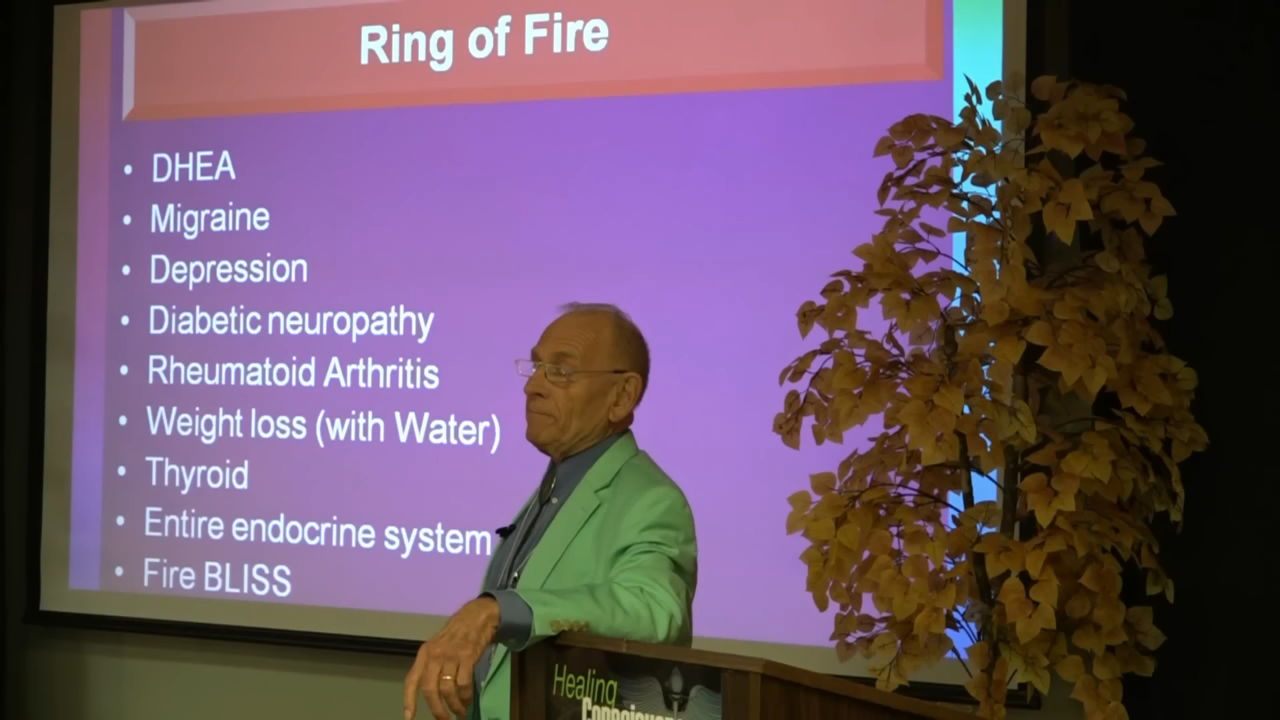 Ring of Fire
• DHEA
• Migraine
• Depression
• Diabetic neuropathy
• Rheumatoid Arthritis
• Weight loss (with Water)
• Thyroid
• Entire endocrine system
• Fire BLISS
Healing